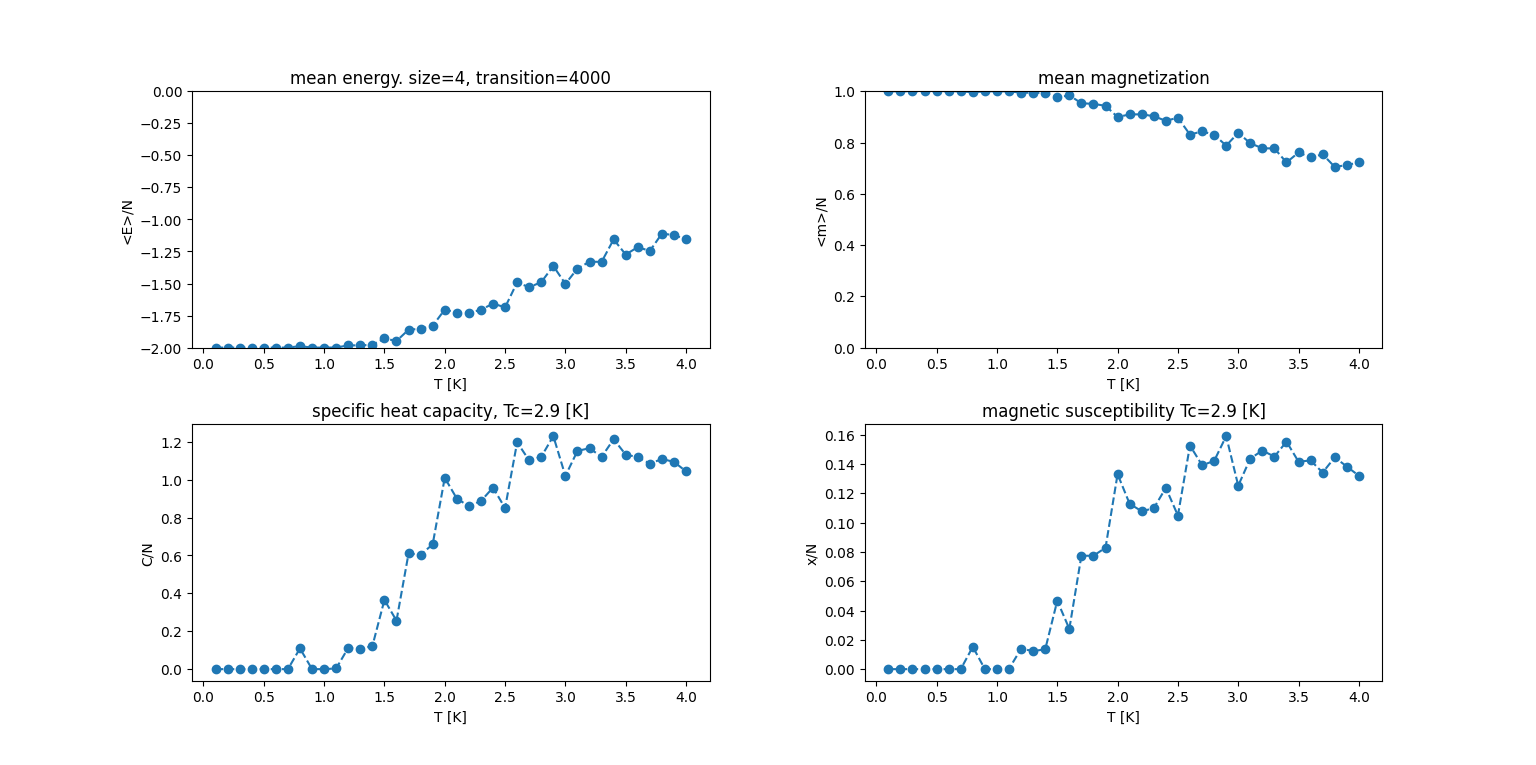 mean energy. size=4, transition=4000
0.00
−0.25
−0.50
−0.75
−1.00
−1.25
−1.50
−1.75
−2.00
<E>/N
0.0 0.5 1.0 1.5 2.0 2.5 3.0 3.5 4.0
T [K]
mean magnetization
1.0
0.8
0.6
0.4
0.2
0.0
<m>/N
0.0 0.5 1.0 1.5 2.0 2.5 3.0 3.5 4.0
T [K]
specific heat capacity, Tc=2.9 [K]
1.2
1.0
0.8
0.6
0.4
0.2
0.0
C/N
0.0 0.5 1.0 1.5 2.0 2.5 3.0 3.5 4.0
T [K]
magnetic susceptibility Tc=2.9 [K]
0.16
0.14
0.12
0.10
0.08
0.06
0.04
0.02
0.00
x/N
0.0 0.5 1.0 1.5 2.0 2.5 3.0 3.5 4.0
T [K]